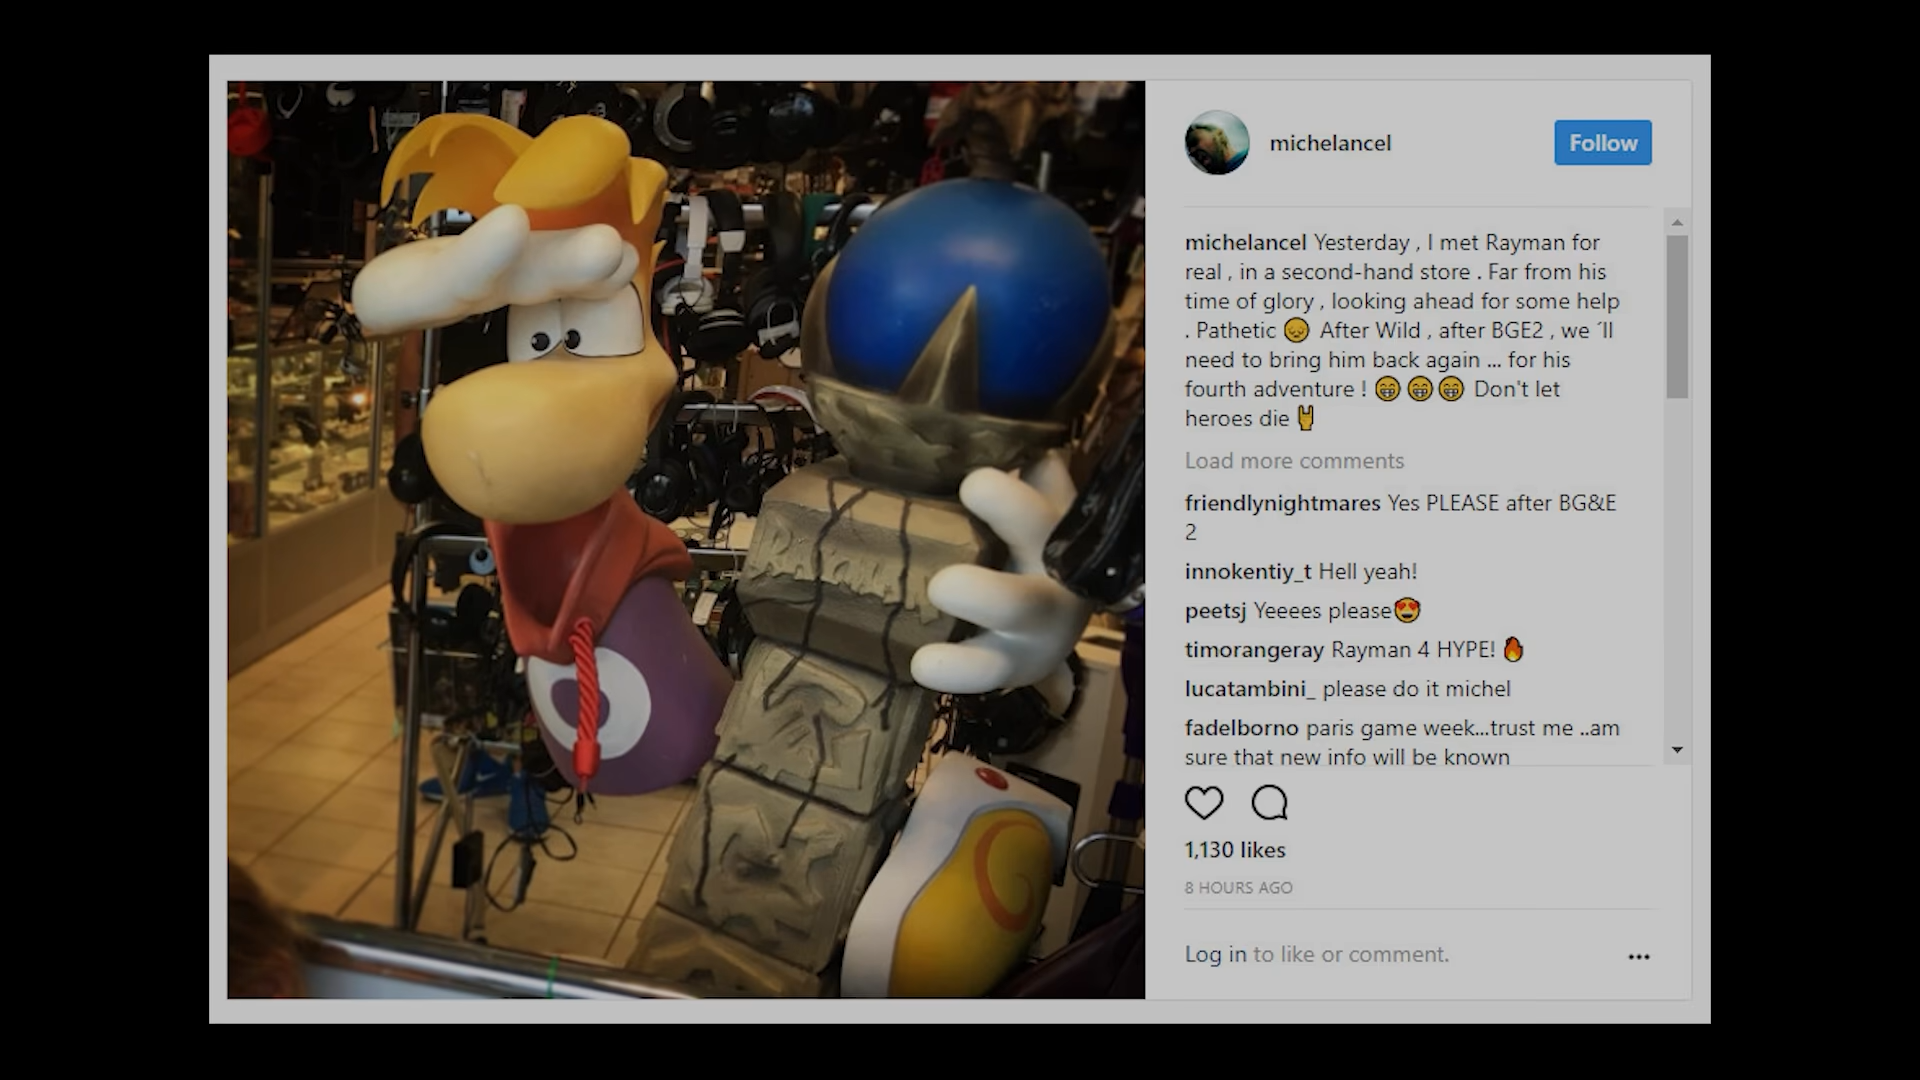 michelancel
Follow
michelancel Yesterday , I met Rayman for
real , in a second-hand store . Far from his
time of glory , looking ahead for some help
. Pathetic 😞 After Wild , after BGE2 , we ´ll
need to bring him back again ... for his
fourth adventure ! 😁😁😁 Don't let
heroes die 🤘
Load more comments
friendlynightmares Yes PLEASE after BG&E
2
innokentiy_t Hell yeah!
peetsj Yeeees please😍
timorangeray Rayman 4 HYPE! 🔥
lucatambini_ please do it michel
fadelborno paris game week...trust me ..am
sure that new info will be known
1,130 likes
8 HOURS AGO
Log in to like or comment.